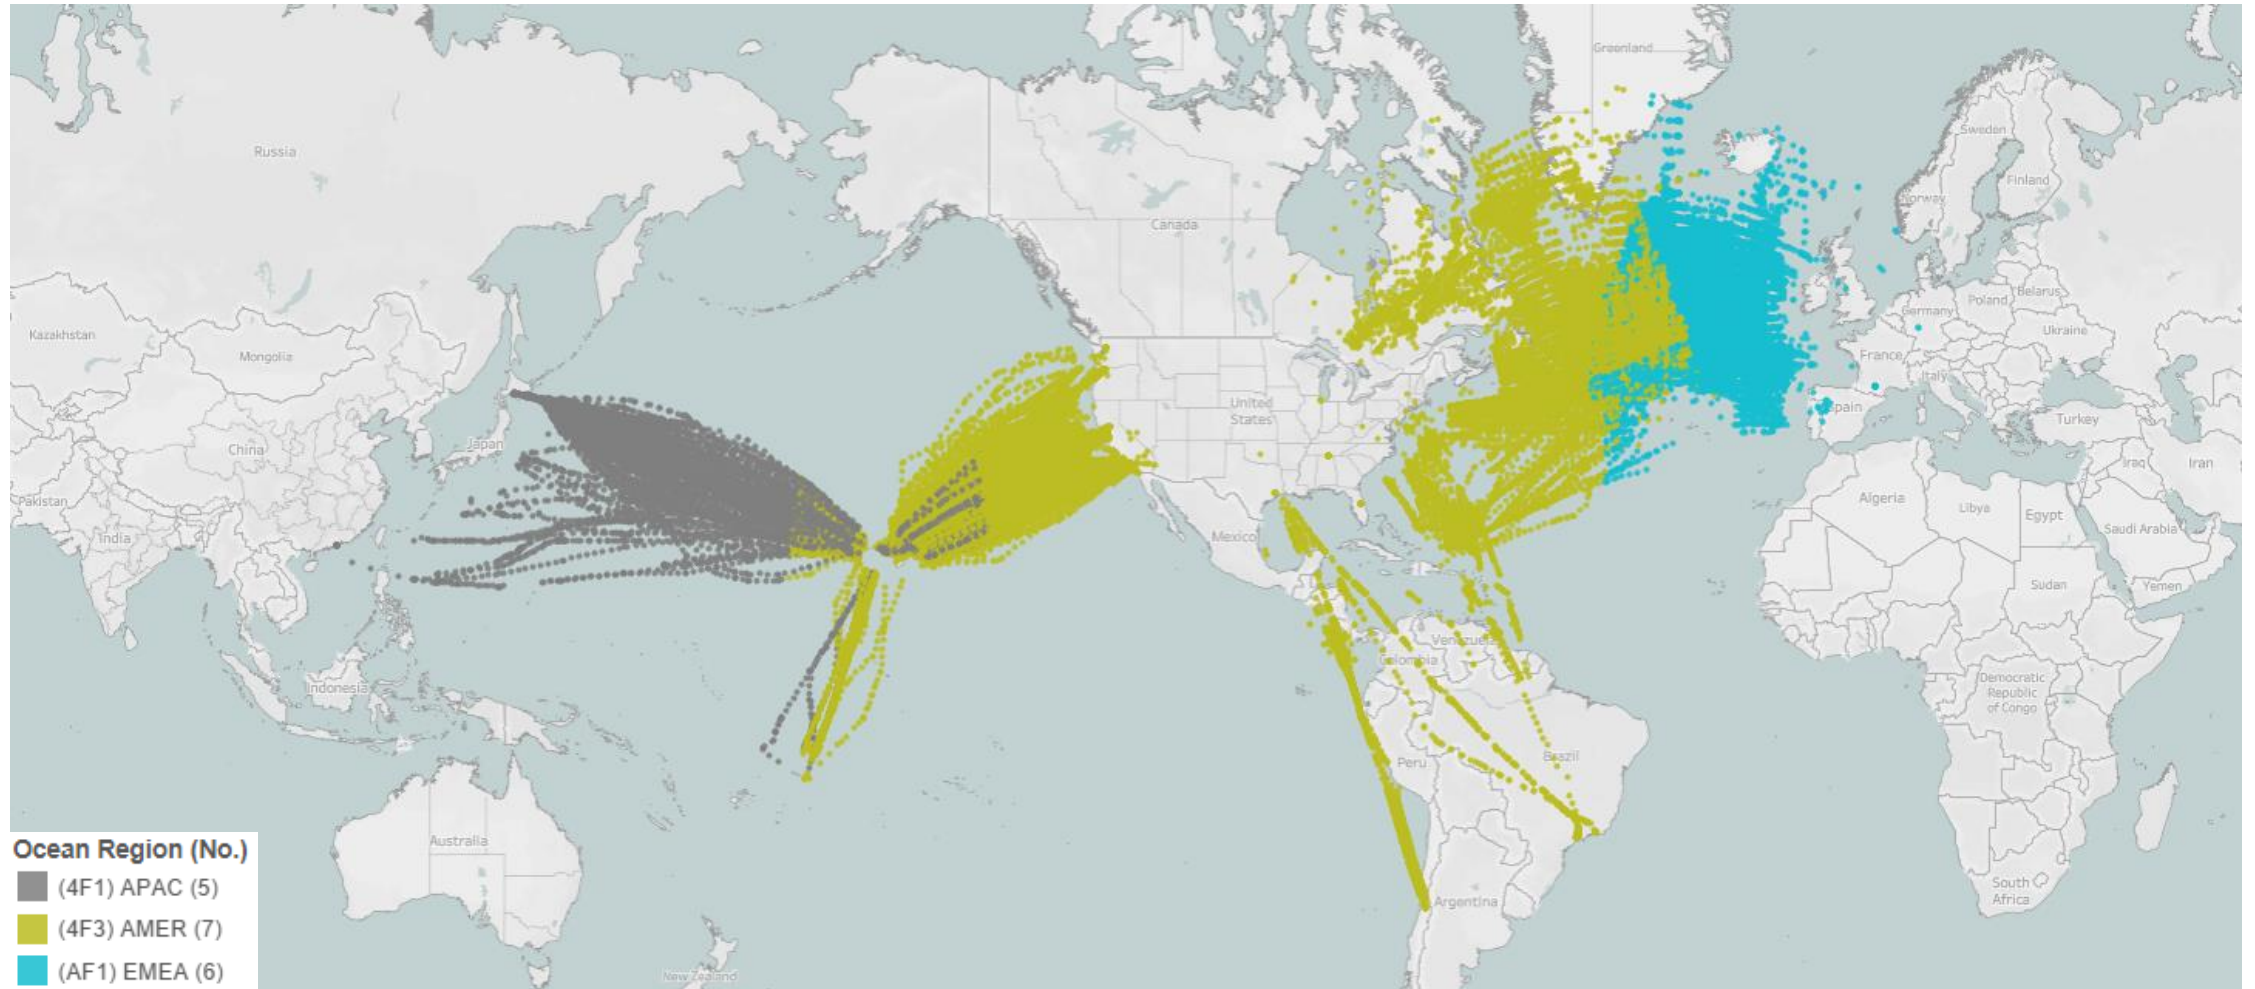 Greenland
Russia
Sweden
Finland
Norway
Canada
Kazakhstan
Mongolia
Germany
Poland
Belarus
Ukraine
France
Italy
United
States
Spain
Turkey
China
Japan
Pakistan
India
Mexico
Algeria
Libya
Egypt
Iraq
Iran
Saudi Arabia
Sudan
Yemen
Venezuela
Colombia
Indonesia
Democratic
Republic
of Congo
Peru
Brazil
Australia
Argentina
South
Africa
New Zealand
Ocean Region (No.)
(4F1) APAC (5)
(4F3) AMER (7)
(AF1) EMEA (6)